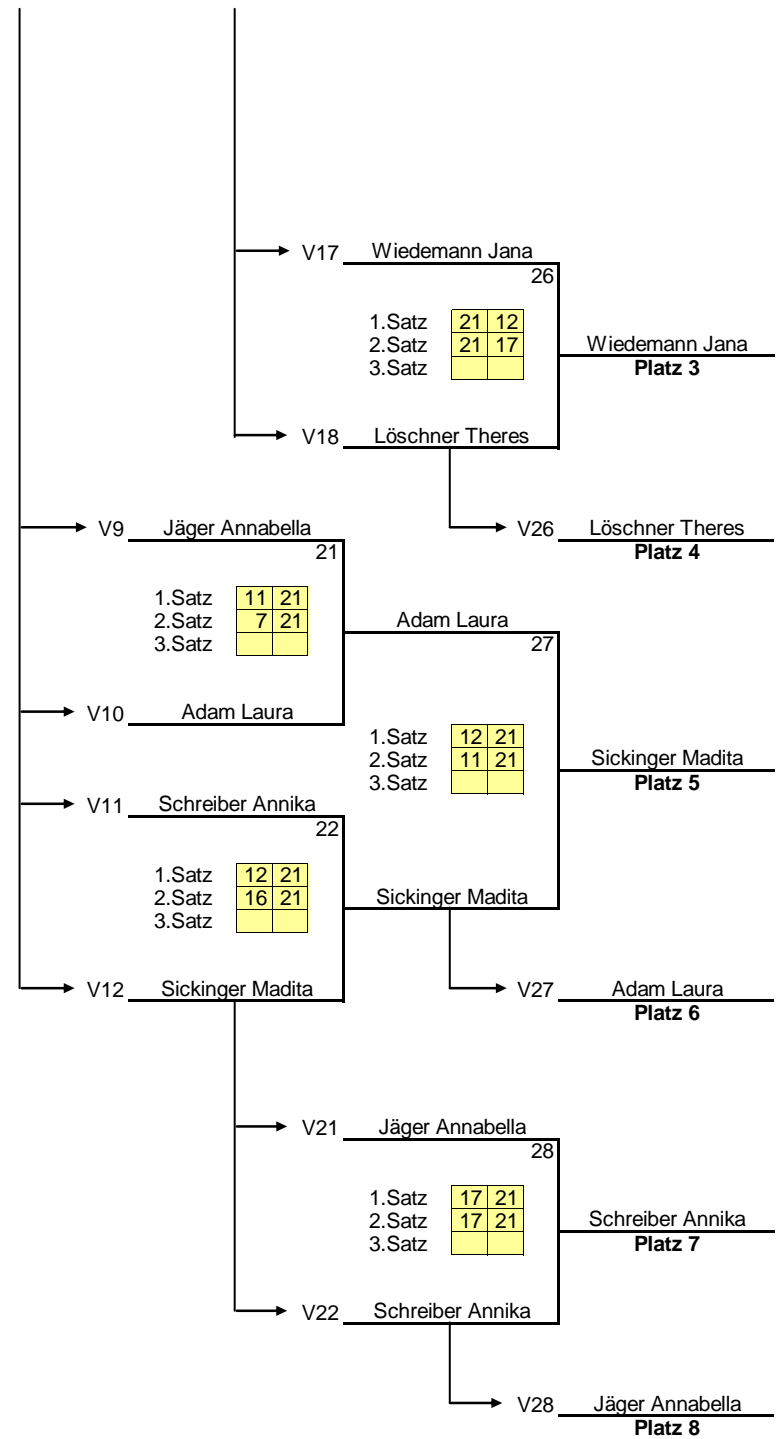 V17 Wiedemann Jana
26
1.Satz 21 12
2.Satz 21 17 Wiedemann Jana
3.Satz Platz 3
V18 Löschner Theres
V9 Jäger Annabella V26 Löschner Theres
21 Platz 4
1.Satz 11 21
2.Satz 7 21 Adam Laura
3.Satz 27
V10 Adam Laura
1.Satz 12 21
2.Satz 11 21 Sickinger Madita
3.Satz Platz 5
V11 Schreiber Annika
22
1.Satz 12 21
2.Satz 16 21 Sickinger Madita
3.Satz
V12 Sickinger Madita V27 Adam Laura
Platz 6
V21 Jäger Annabella
28
1.Satz 17 21
2.Satz 17 21 Schreiber Annika
3.Satz Platz 7
V22 Schreiber Annika
V28 Jäger Annabella
Platz 8